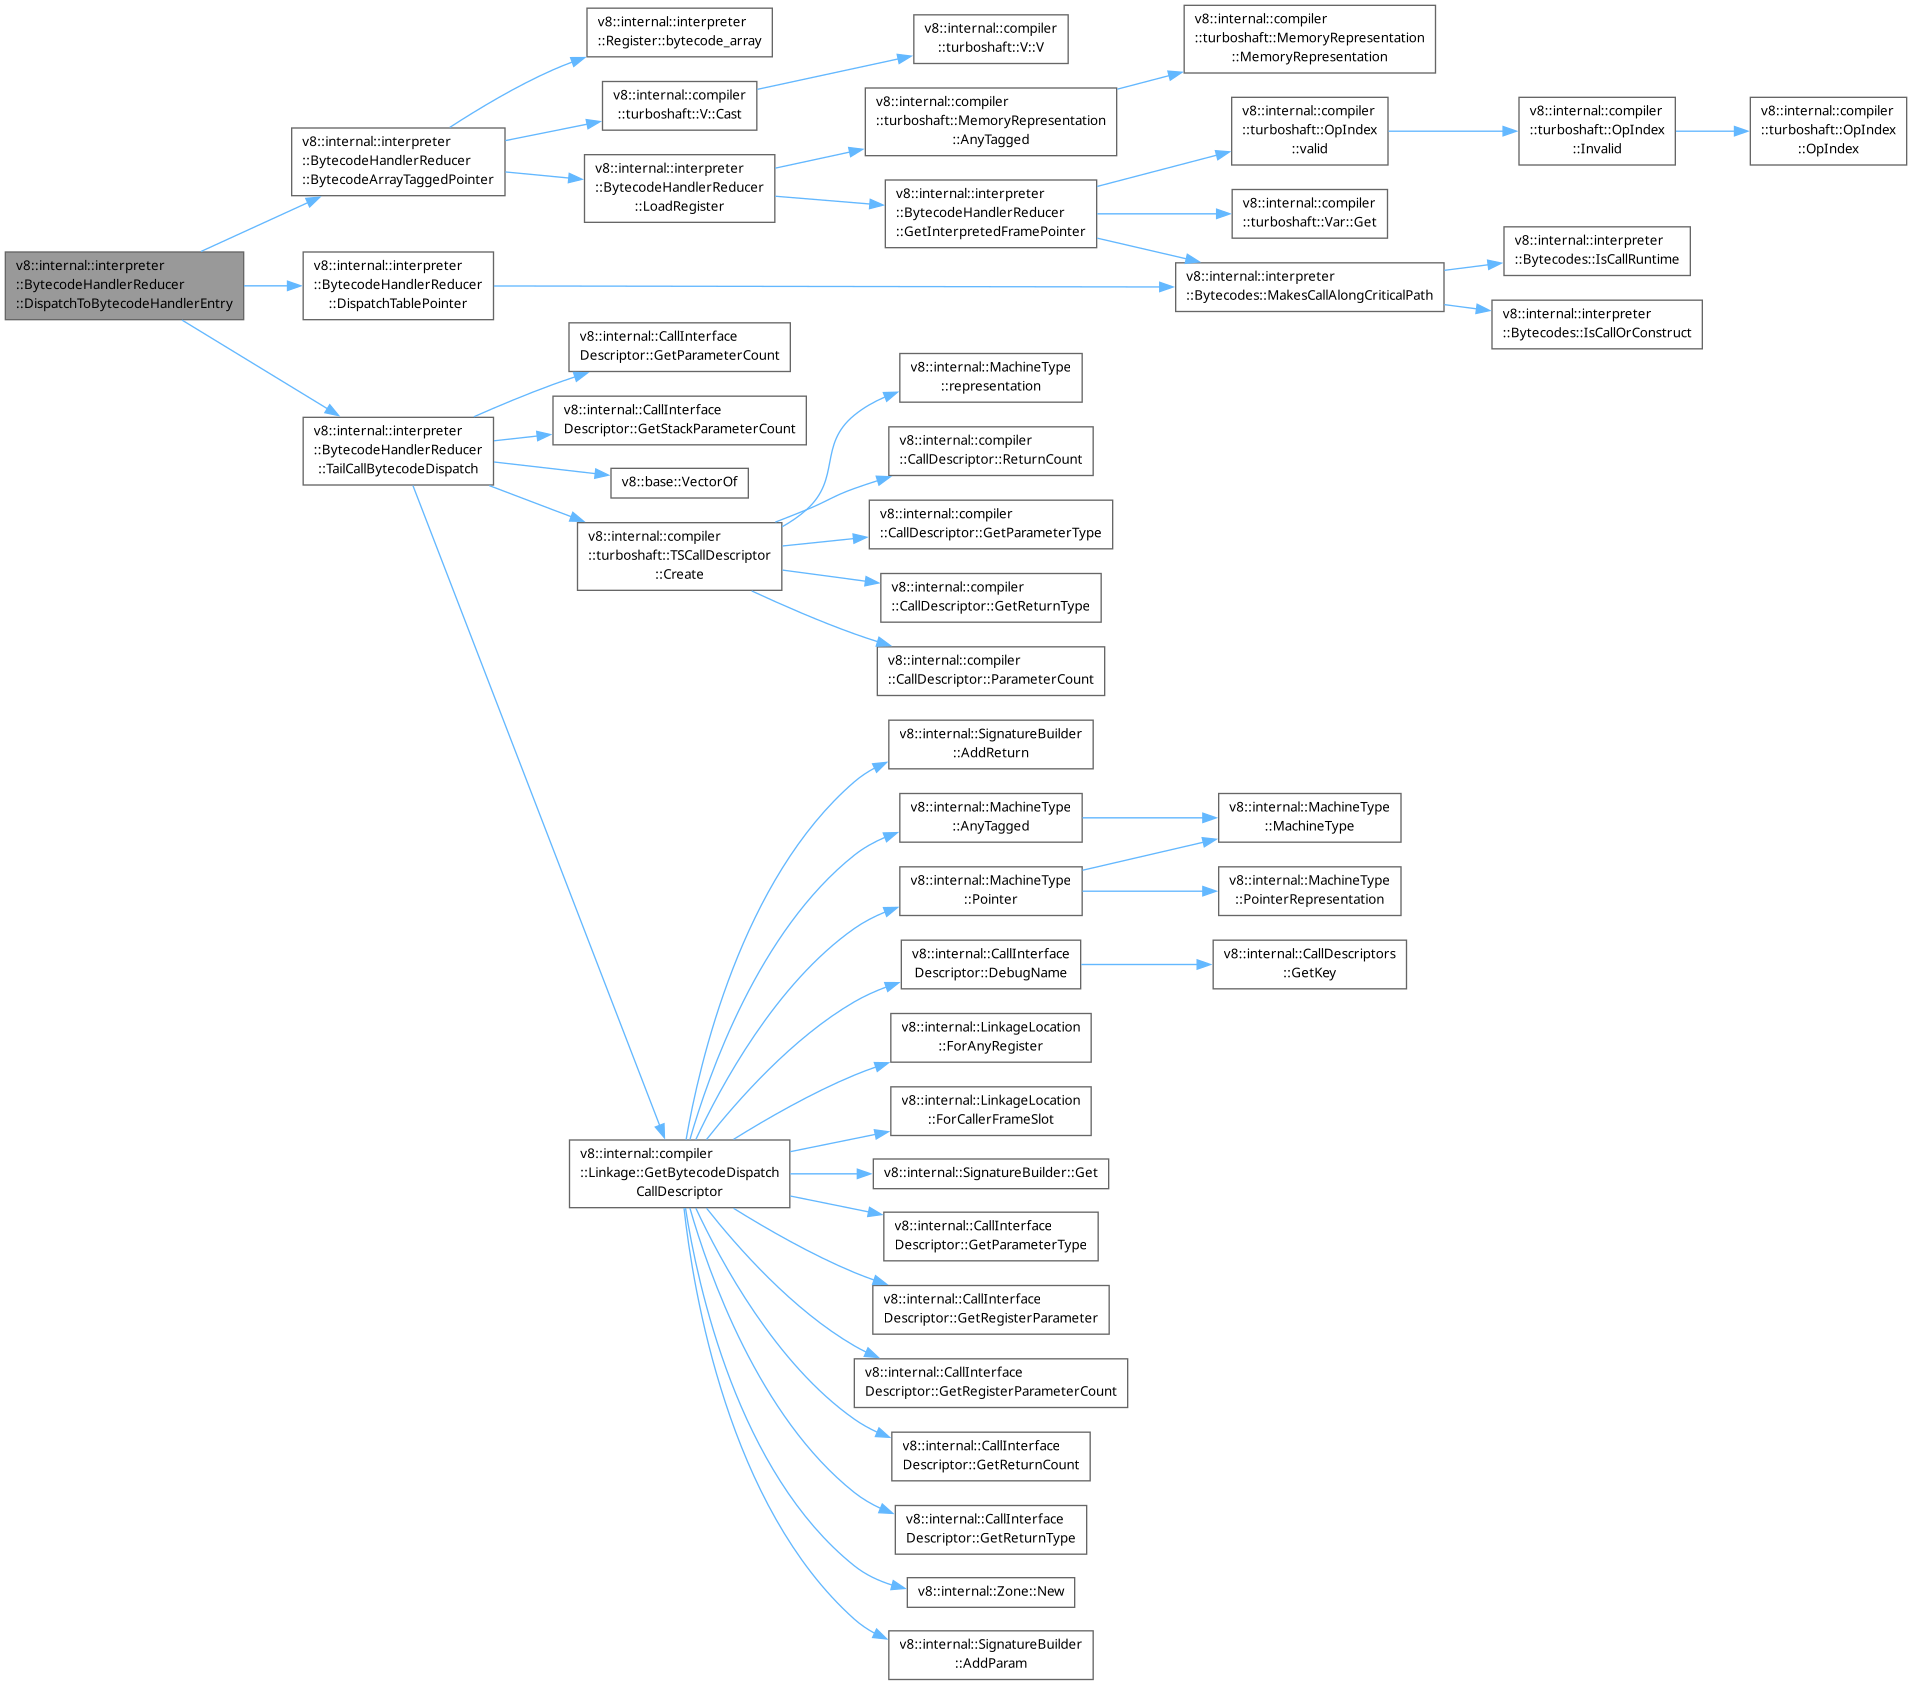 v8::internal::interpreter
::BytecodeHandlerReducer
::DispatchToBytecodeHandlerEntry
v8::internal::interpreter
::BytecodeHandlerReducer
::BytecodeArrayTaggedPointer
v8::internal::interpreter
::Register::bytecode_array
v8::internal::compiler
::turboshaft::V::Cast
v8::internal::compiler
::turboshaft::V::V
v8::internal::interpreter
::BytecodeHandlerReducer
::LoadRegister
v8::internal::compiler
::turboshaft::MemoryRepresentation
::AnyTagged
v8::internal::compiler
::turboshaft::MemoryRepresentation
::MemoryRepresentation
v8::internal::interpreter
::BytecodeHandlerReducer
::GetInterpretedFramePointer
v8::internal::compiler
::turboshaft::OpIndex
::valid
v8::internal::compiler
::turboshaft::OpIndex
::Invalid
v8::internal::compiler
::turboshaft::OpIndex
::OpIndex
v8::internal::compiler
::turboshaft::Var::Get
v8::internal::interpreter
::Bytecodes::MakesCallAlongCriticalPath
v8::internal::interpreter
::Bytecodes::IsCallRuntime
v8::internal::interpreter
::Bytecodes::IsCallOrConstruct
v8::internal::interpreter
::BytecodeHandlerReducer
::DispatchTablePointer
v8::internal::interpreter
::BytecodeHandlerReducer
::TailCallBytecodeDispatch
v8::internal::CallInterface
Descriptor::GetParameterCount
v8::internal::CallInterface
Descriptor::GetStackParameterCount
v8::base::VectorOf
v8::internal::compiler
::turboshaft::TSCallDescriptor
::Create
v8::internal::MachineType
::representation
v8::internal::compiler
::CallDescriptor::ReturnCount
v8::internal::compiler
::CallDescriptor::GetParameterType
v8::internal::compiler
::CallDescriptor::GetReturnType
v8::internal::compiler
::CallDescriptor::ParameterCount
v8::internal::compiler
::Linkage::GetBytecodeDispatch
CallDescriptor
v8::internal::SignatureBuilder
::AddReturn
v8::internal::MachineType
::AnyTagged
v8::internal::MachineType
::MachineType
v8::internal::MachineType
::Pointer
v8::internal::MachineType
::PointerRepresentation
v8::internal::CallInterface
Descriptor::DebugName
v8::internal::CallDescriptors
::GetKey
v8::internal::LinkageLocation
::ForAnyRegister
v8::internal::LinkageLocation
::ForCallerFrameSlot
v8::internal::SignatureBuilder::Get
v8::internal::CallInterface
Descriptor::GetParameterType
v8::internal::CallInterface
Descriptor::GetRegisterParameter
v8::internal::CallInterface
Descriptor::GetRegisterParameterCount
v8::internal::CallInterface
Descriptor::GetReturnCount
v8::internal::CallInterface
Descriptor::GetReturnType
v8::internal::Zone::New
v8::internal::SignatureBuilder
::AddParam